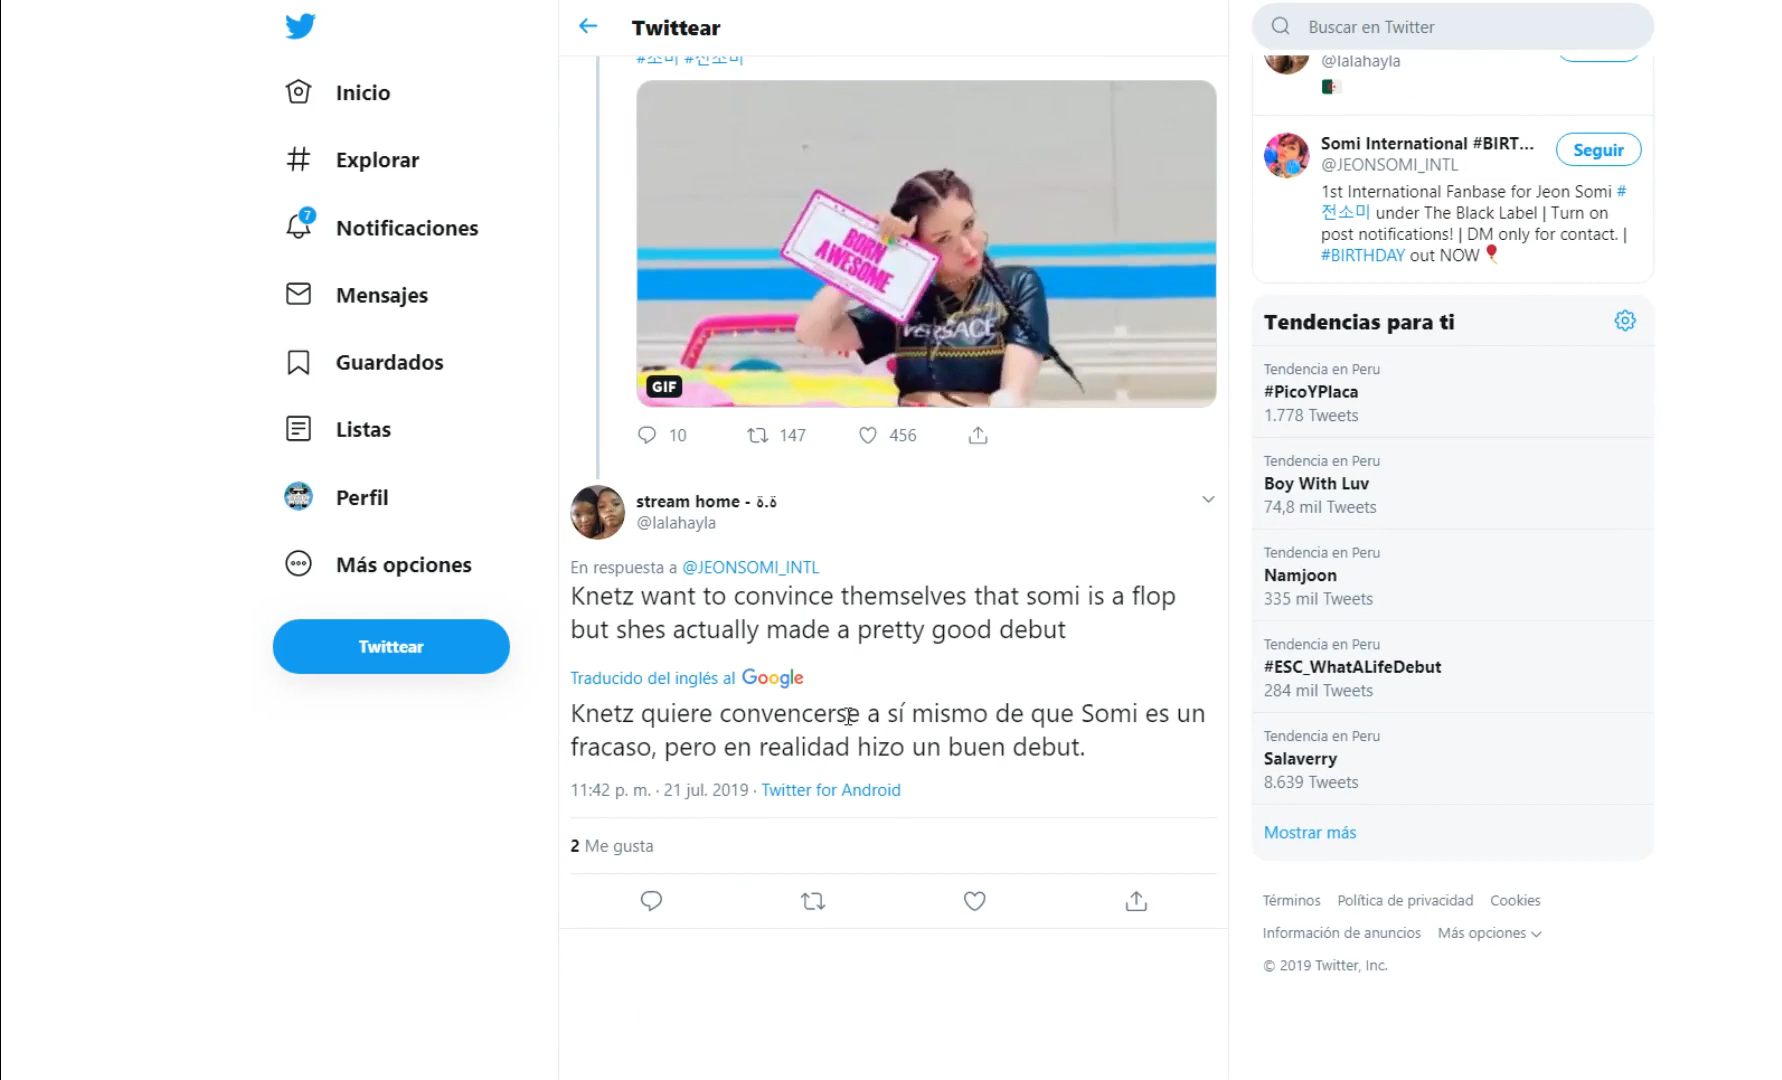 Inicio
Explorar
7
Notificaciones
Mensajes
Guardados
Listas
Perfil
Más opciones
Twittear
Twittear
#소미 #전소미
BORN
AWESOME
VERSACE
GIF
10
147
456
stream home - ö.ö
@lalahayla
En respuesta a @JEONSOMI_INTL
Knetz want to convince themselves that somi is a flop
but shes actually made a pretty good debut
Traducido del inglés al Google
Knetz quiere convencerse a sí mismo de que Somi es un
fracaso, pero en realidad hizo un buen debut.
11:42 p. m. · 21 jul. 2019 · Twitter for Android
2 Me gusta
Buscar en Twitter
@lalahayla
Somi International #BIRT...
@JEONSOMI_INTL
Seguir
1st International Fanbase for Jeon Somi #
전소미 under The Black Label | Turn on
post notifications! | DM only for contact. |
#BIRTHDAY out NOW
Tendencias para ti
Tendencia en Peru
#PicoYPlaca
1.778 Tweets
Tendencia en Peru
Boy With Luv
74,8 mil Tweets
Tendencia en Peru
Namjoon
335 mil Tweets
Tendencia en Peru
#ESC_WhatALifeDebut
284 mil Tweets
Tendencia en Peru
Salaverry
8.639 Tweets
Mostrar más
Términos Política de privacidad Cookies
Información de anuncios Más opciones
© 2019 Twitter, Inc.